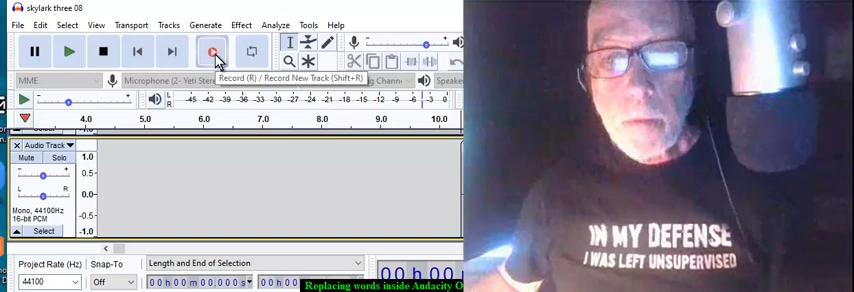 skylark three 08
File Edit Select View Transport Tracks Generate Effect Analyze Tools Help
Record (R) / Record New Track (Shift+R)
MME Microphone (2- Yeti Stere Speake
L
R
-45 -42 -39 -36 -33 -30 -27 -24 -21 -18 -15 -12 -9 -6 -3 0
4.0 5.0 6.0 7.0 8.0 9.0 10.0
Audio Track
Mute Solo
1.0
0.5
0.0
-0.5
-1.0
- +
L R
Mono, 44100Hz
16-bit PCM
Select
Project Rate (Hz) Snap-To Length and End of Selection
44100 Off 00h00m00.000s 00h0
00h0
Replacing words inside Audacity O
IN MY DEFENSE
I WAS LEFT UNSUPERVISED